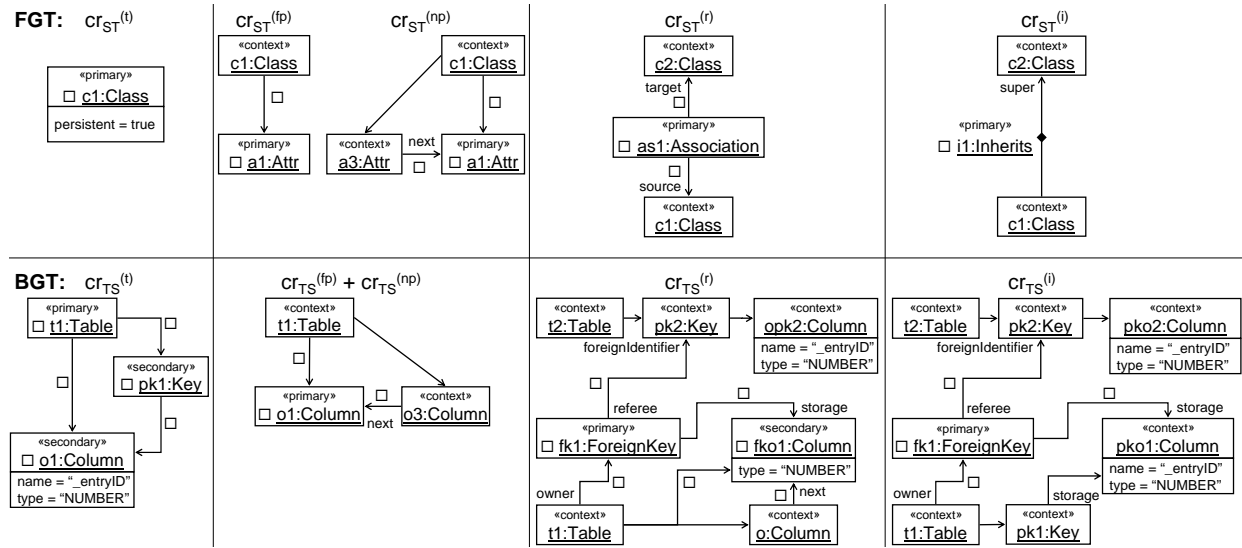 FGT: cr_ST^(t)
«primary»
□ c1:Class
persistent = true
cr_ST^(fp)
«context»
c1:Class
□
«primary»
□ a1:Attr
cr_ST^(np)
«context»
c1:Class
□
«context»
a3:Attr
next
□
«primary»
□ a1:Attr
cr_ST^(r)
«context»
c2:Class
target
□
«primary»
□ as1:Association
□
source
«context»
c1:Class
cr_ST^(i)
«context»
c2:Class
super
«primary»
□ i1:Inherits
«context»
c1:Class
BGT: cr_TS^(t)
«primary»
□ t1:Table
□
«secondary»
□ pk1:Key
□
□
«secondary»
□ o1:Column
name = “_entryID”
type = “NUMBER”
cr_TS^(fp) + cr_TS^(np)
«context»
t1:Table
□
«primary»
□ o1:Column
□
next
«context»
o3:Column
cr_TS^(r)
«context»
t2:Table
«context»
pk2:Key
«context»
opk2:Column
name = “_entryID”
type = “NUMBER”
foreignIdentifier
□
referee
□
storage
«primary»
□ fk1:ForeignKey
«secondary»
□ fko1:Column
type = “NUMBER”
owner
□
□
□
next
«context»
t1:Table
«context»
o:Column
cr_TS^(i)
«context»
t2:Table
«context»
pk2:Key
«context»
pko2:Column
name = “_entryID”
type = “NUMBER”
foreignIdentifier
□
referee
□
storage
«primary»
□ fk1:ForeignKey
«context»
pko1:Column
name = “_entryID”
type = “NUMBER”
owner
□
storage
«context»
t1:Table
«context»
pk1:Key